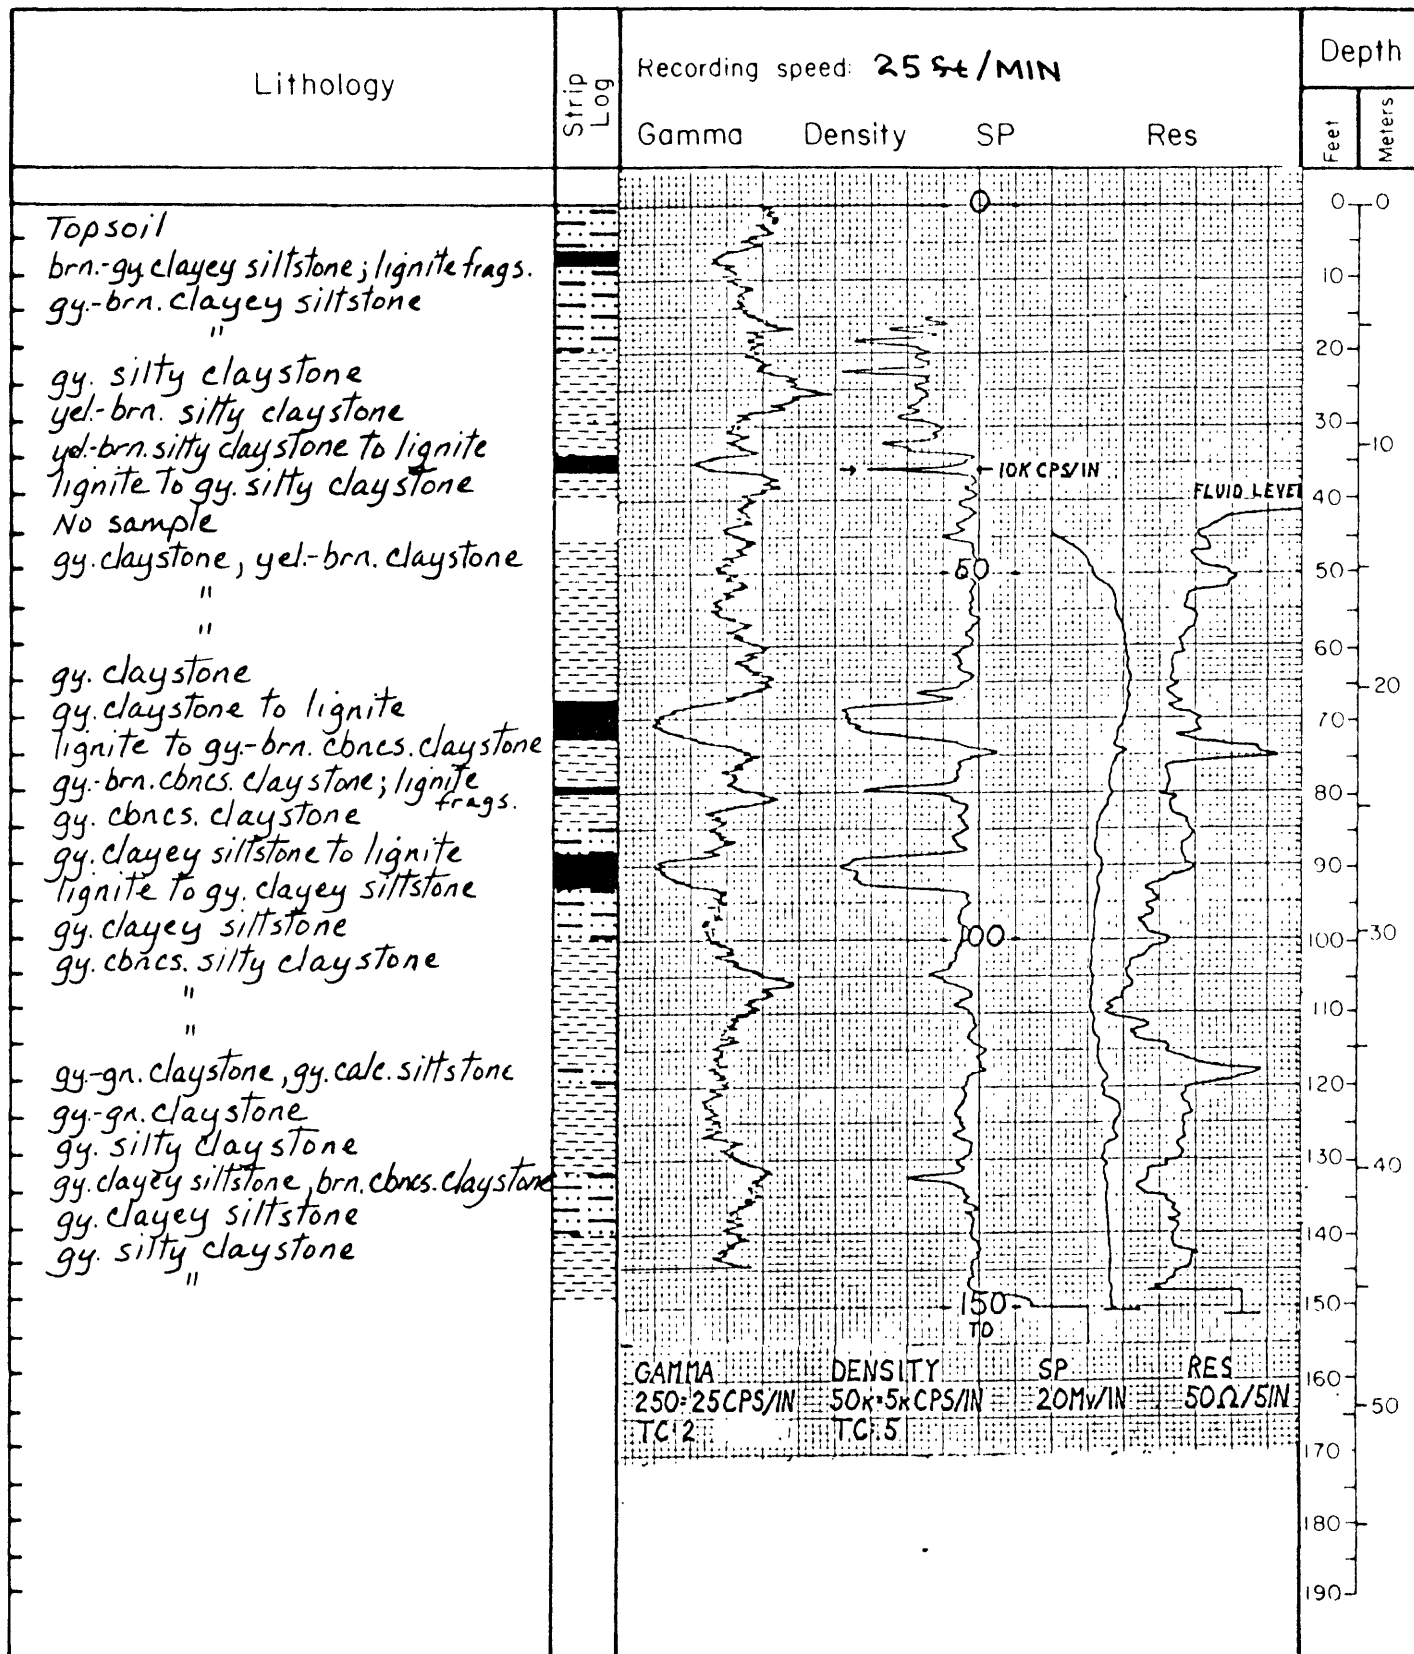 Lithology
Strip Log
Recording speed: 25 ft/MIN
Gamma Density SP Res
Depth
Feet
Meters
Topsoil
brn.-gy. clayey siltstone; lignite frags.
gy.-brn. clayey siltstone
"
gy. silty claystone
yel.-brn. silty claystone
yel.-brn. silty claystone to lignite
lignite to gy. silty claystone
No sample
gy. claystone, yel.-brn. claystone
"
"
gy. claystone
gy. claystone to lignite
lignite to gy.-brn. cbncs. claystone
gy.-brn. cbncs. claystone; lignite
frags.
gy. cbncs. claystone
gy. clayey siltstone to lignite
lignite to gy. clayey siltstone
gy. clayey siltstone
gy. cbncs. silty claystone
"
"
gy.-gn. claystone, gy. calc. siltstone
gy.-gn. claystone
gy. silty claystone
gy. clayey siltstone, brn. cbncs. claystone
gy. clayey siltstone
gy. silty claystone
"
0
10K CPS/IN
FLUID LEVEL
50
100
150
TD
GAMMA
250=25CPS/IN
TC:2
DENSITY
50K=5K CPS/IN
TC:.5
SP
20MV/IN
RES
50Ω/5IN
0
10
20
30
40
50
60
70
80
90
100
110
120
130
140
150
160
170
180
190
0
10
20
30
40
50